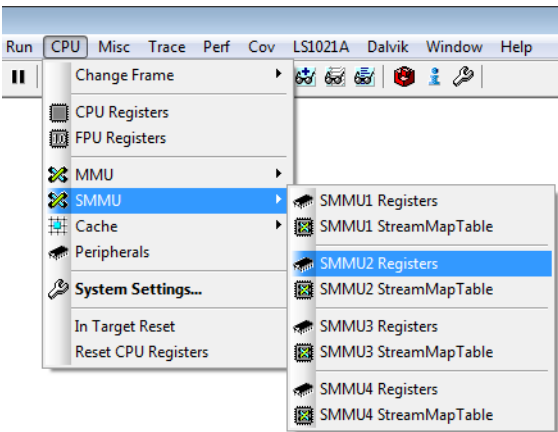 Run CPU Misc Trace Perf Cov LS1021A Dalvik Window Help
Change Frame
CPU Registers
FPU Registers
MMU
SMMU
Cache
Peripherals
System Settings...
In Target Reset
Reset CPU Registers
SMMU1 Registers
SMMU1 StreamMapTable
SMMU2 Registers
SMMU2 StreamMapTable
SMMU3 Registers
SMMU3 StreamMapTable
SMMU4 Registers
SMMU4 StreamMapTable